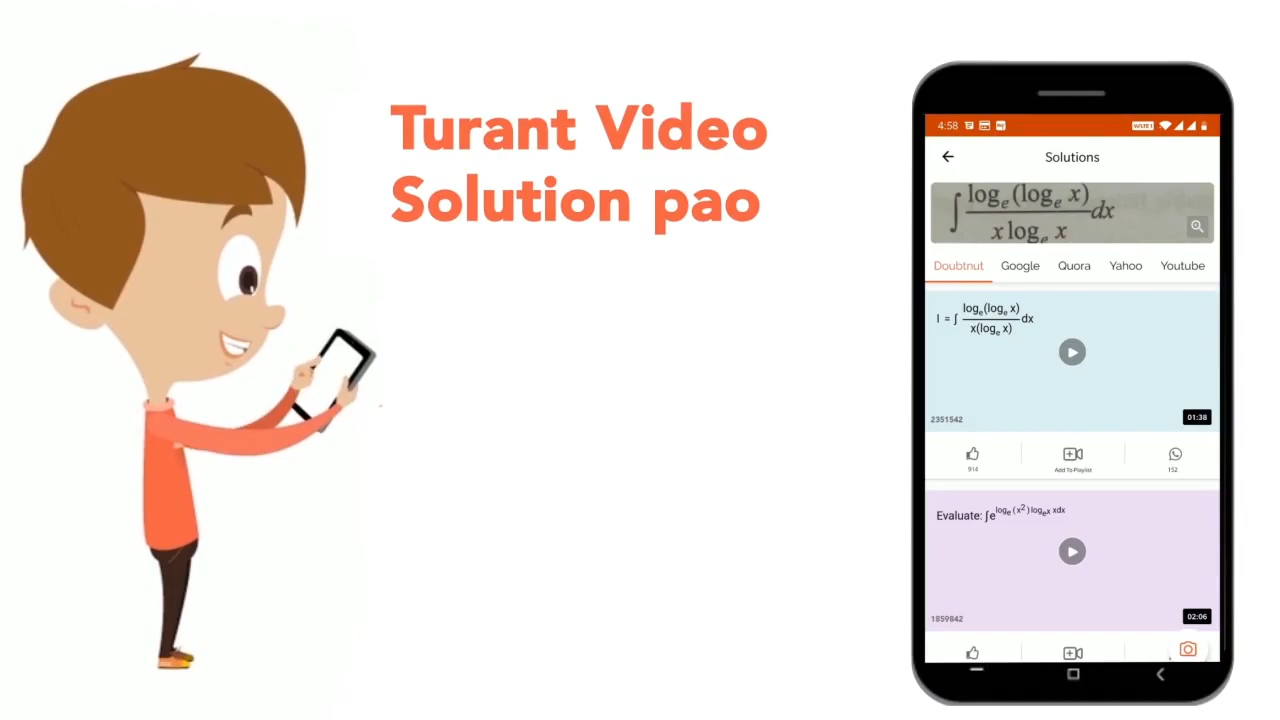 Turant Video
Solution pao
4:58
VoLTE1
Solutions
∫ logₑ(logₑ x) / x logₑ x dx
Doubtnut Google Quora Yahoo Youtube
I = ∫ logₑ(logₑ x) / x(logₑ x) dx
2351542 01:38
914 Add To Playlist 152
Evaluate: ∫e^logₑ(x²)logₑx xdx
1859842 02:06